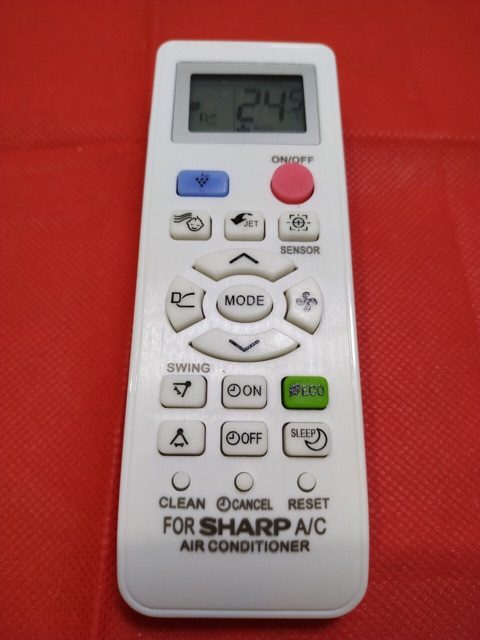 24°C
ON/OFF
JET
SENSOR
MODE
SWING
ON
ECO
OFF
SLEEP
CLEAN CANCEL RESET
FOR SHARP A/C
AIR CONDITIONER